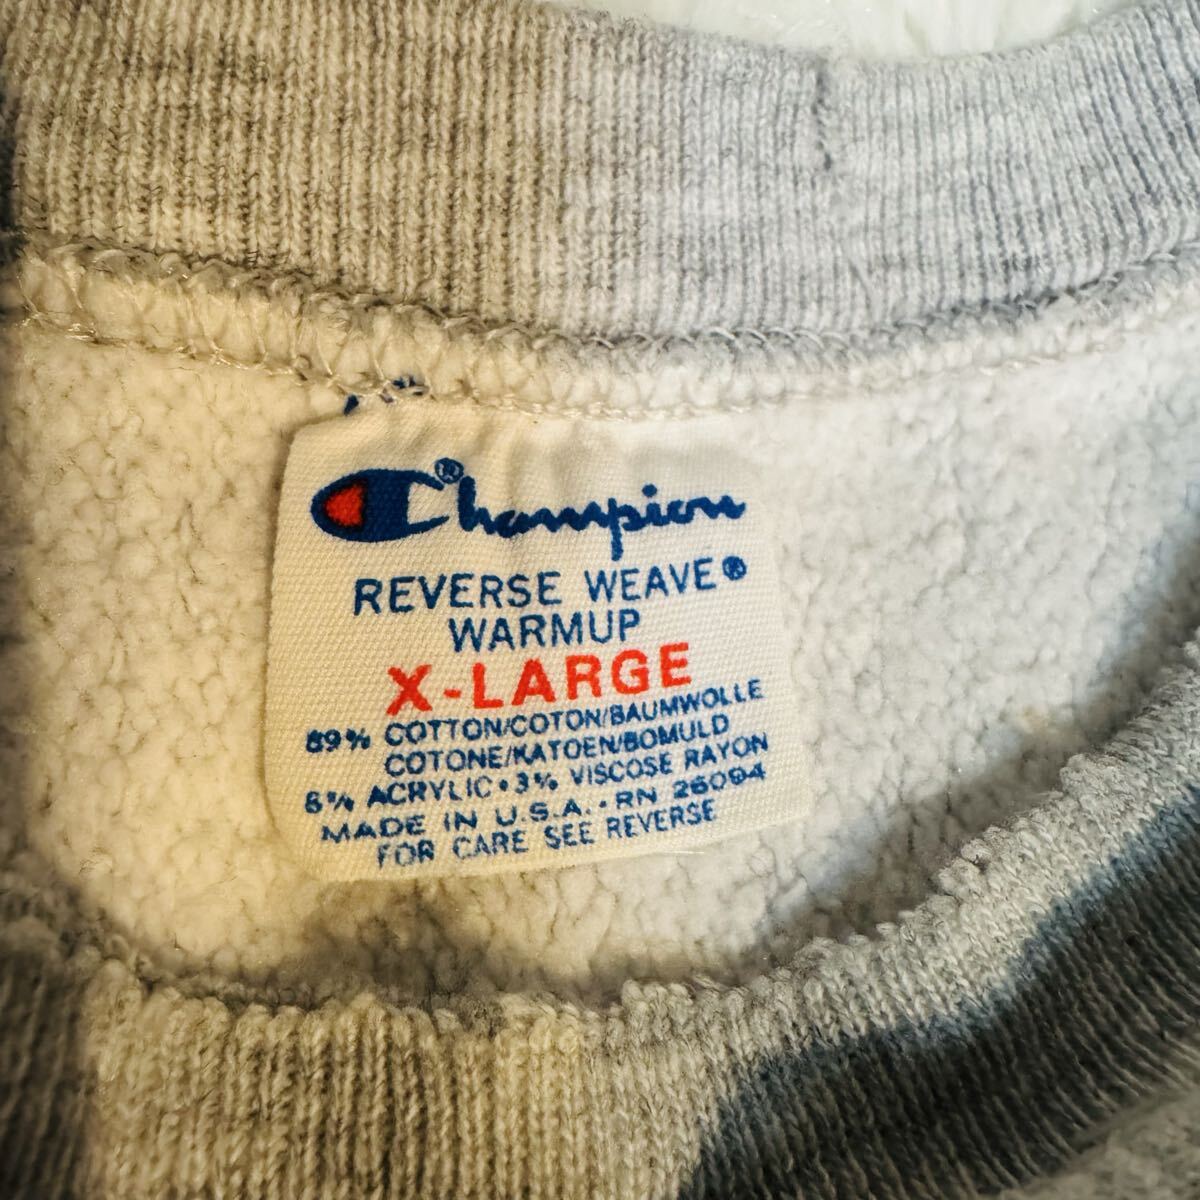 Champion®
REVERSE WEAVE®
WARMUP
X-LARGE
89% COTTON/COTON/BAUMWOLLE
COTONE/KATOEN/BOMULD
8% ACRYLIC • 3% VISCOSE RAYON
MADE IN U.S.A. • RN 26094
FOR CARE SEE REVERSE